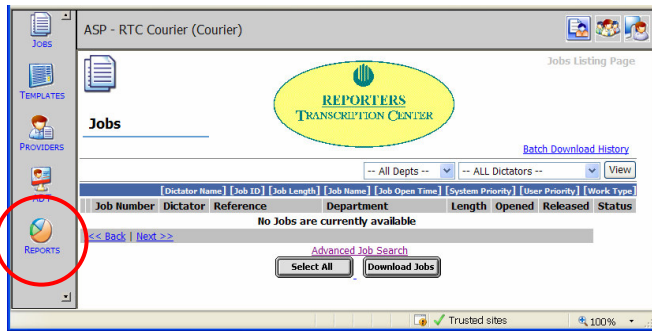 ASP - RTC Courier (Courier)
JOBS
TEMPLATES
PROVIDERS
ADT
REPORTS
Jobs Listing Page
REPORTERS
TRANSCRIPTION CENTER
Jobs
Batch Download History
-- All Depts -- -- ALL Dictators -- View
[Dictator Name] [Job ID] [Job Length] [Job Name] [Job Open Time] [System Priority] [User Priority] [Work Type]
Job Number Dictator Reference Department Length Opened Released Status
No Jobs are currently available
<< Back | Next >>
Advanced Job Search
Select All Download Jobs
Trusted sites 100%